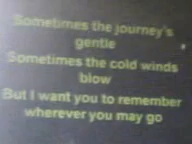 Sometimes the journey's
gentle
Sometimes the cold winds
blow
But I want you to remember
wherever you may go